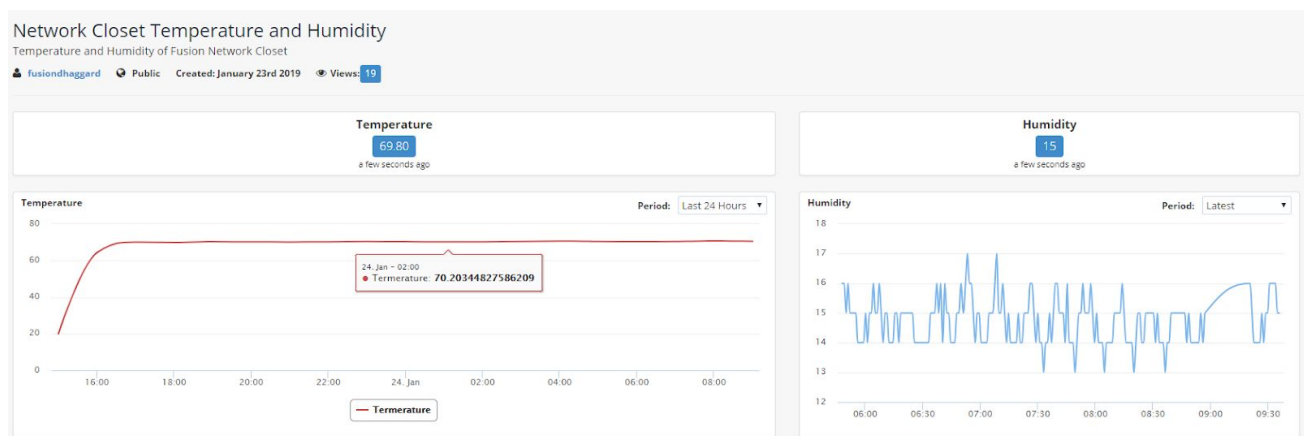 Network Closet Temperature and Humidity
Temperature and Humidity of Fusion Network Closet
fusiondhaggard Public Created: January 23rd 2019 Views: 19
Temperature
69.80
a few seconds ago
Humidity
15
a few seconds ago
Temperature Period: Last 24 Hours
80
60
40
20
0
24. Jan – 02:00
Termerature: 70.20344827586209
16:00 18:00 20:00 22:00 24. Jan 02:00 04:00 06:00 08:00
Termerature
Humidity Period: Latest
18
17
16
15
14
13
12
06:00 06:30 07:00 07:30 08:00 08:30 09:00 09:30